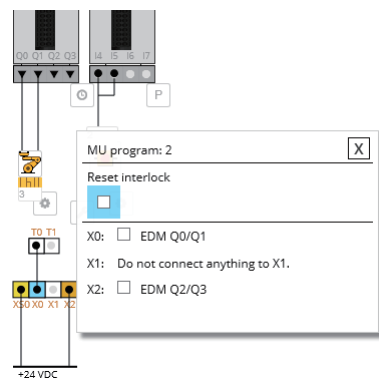 Q0 Q1 Q2 Q3 I4 I5 I6 I7
P
MU program: 2 X
Reset interlock
3
T0 T1
X0: EDM Q0/Q1
X1: Do not connect anything to X1.
X2: EDM Q2/Q3
XS0 X0 X1 X2
+24 VDC